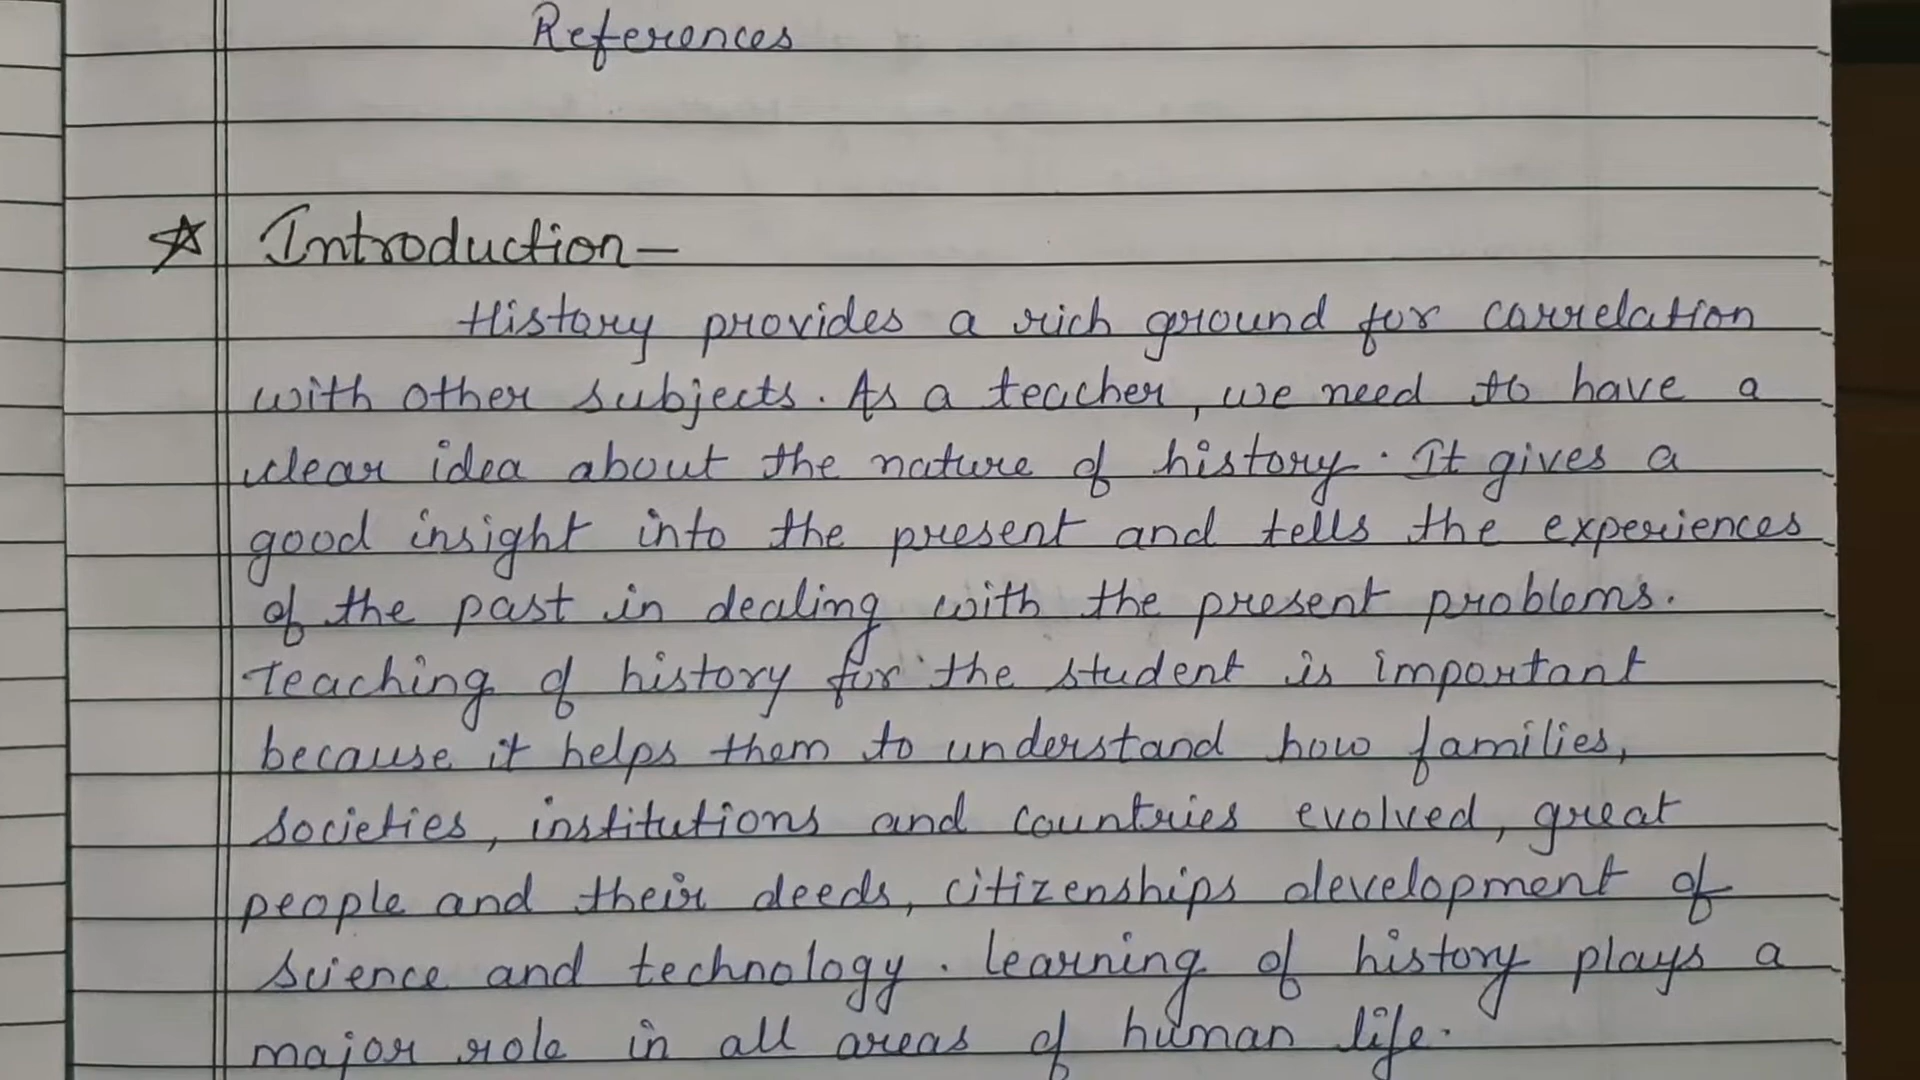 References
☆ Introduction –
History provides a rich ground for correlation
with other subjects. As a teacher, we need to have a
clear idea about the nature of history. It gives a
good insight into the present and tells the experiences
of the past in dealing with the present problems.
Teaching of history for the student is important
because it helps them to understand how families,
societies, institutions and countries evolved, great
people and their deeds, citizenships development of
science and technology. Learning of history plays a
major role in all areas of human life.